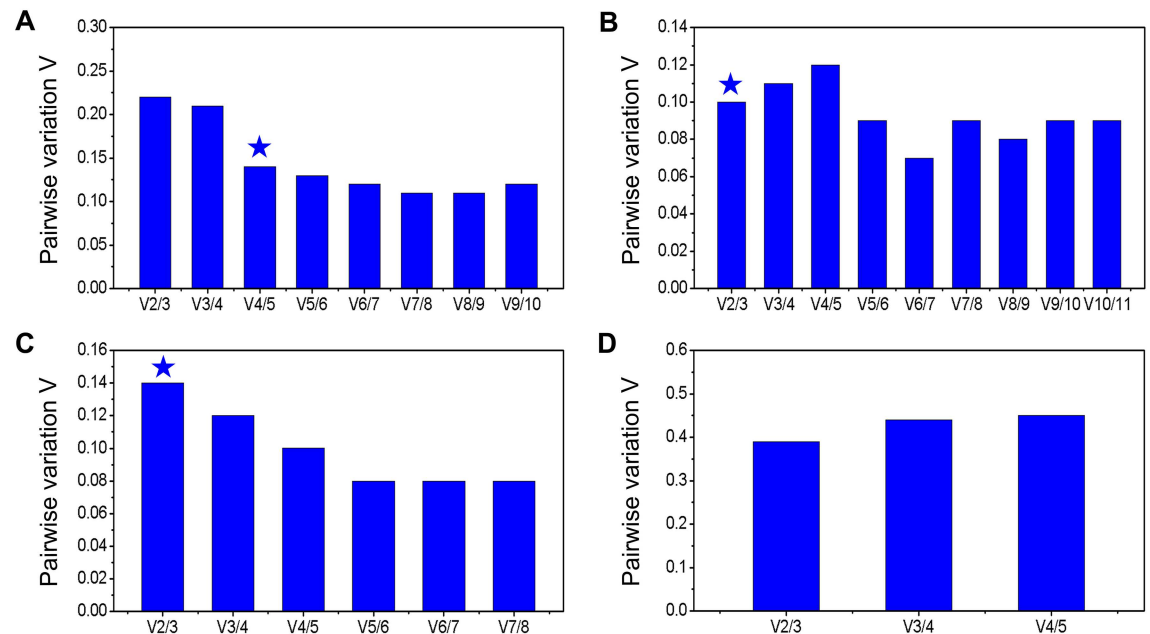 A
Pairwise variation V
0.30
0.25
0.20
0.15
0.10
0.05
0.00
V2/3 V3/4 V4/5 V5/6 V6/7 V7/8 V8/9 V9/10
B
Pairwise variation V
0.14
0.12
0.10
0.08
0.06
0.04
0.02
0.00
V2/3 V3/4 V4/5 V5/6 V6/7 V7/8 V8/9 V9/10 V10/11
C
Pairwise variation V
0.16
0.14
0.12
0.10
0.08
0.06
0.04
0.02
0.00
V2/3 V3/4 V4/5 V5/6 V6/7 V7/8
D
Pairwise variation V
0.6
0.5
0.4
0.3
0.2
0.1
0.0
V2/3 V3/4 V4/5